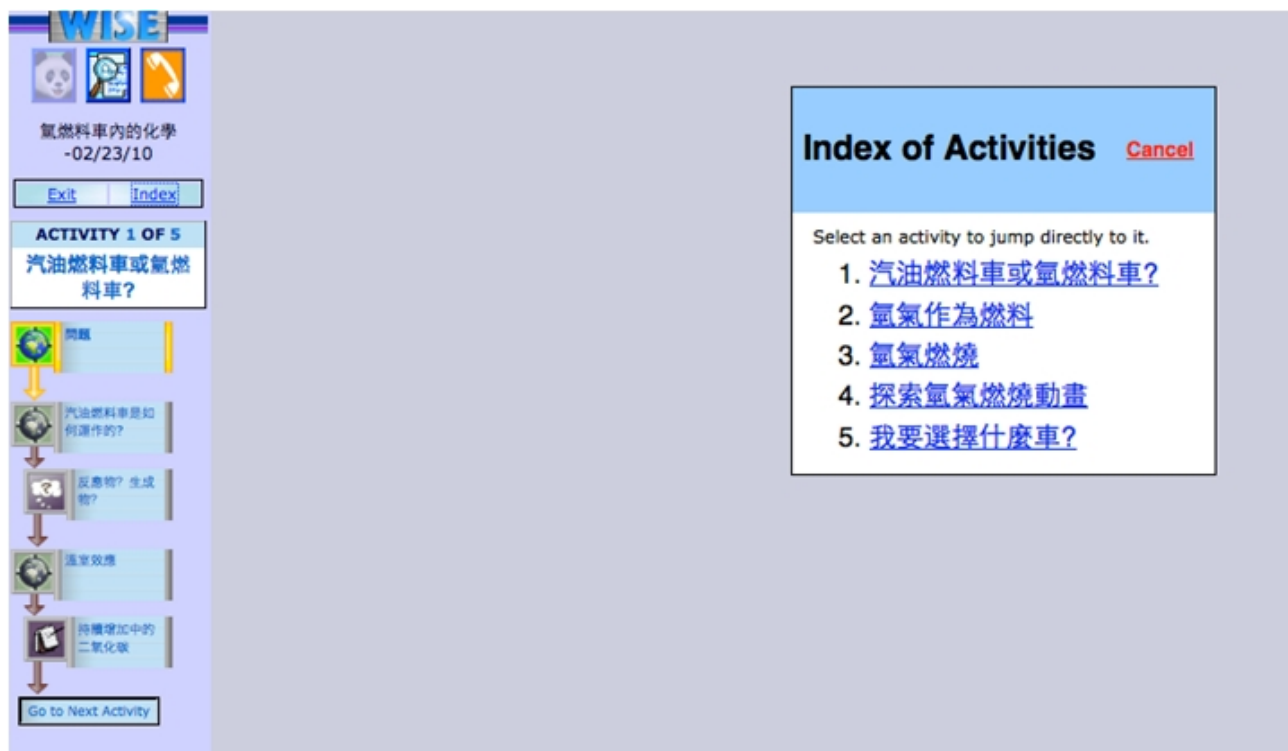 WISE
氫燃料車內的化學
-02/23/10
Exit Index
ACTIVITY 1 OF 5
汽油燃料車或氫燃
料車?
問題
汽油燃料車是如
何運作的?
反應物? 生成
物?
溫室效應
持續增加中的
二氧化碳
Go to Next Activity
Index of Activities Cancel
Select an activity to jump directly to it.
1. 汽油燃料車或氫燃料車?
2. 氫氣作為燃料
3. 氫氣燃燒
4. 探索氫氣燃燒動畫
5. 我要選擇什麼車?